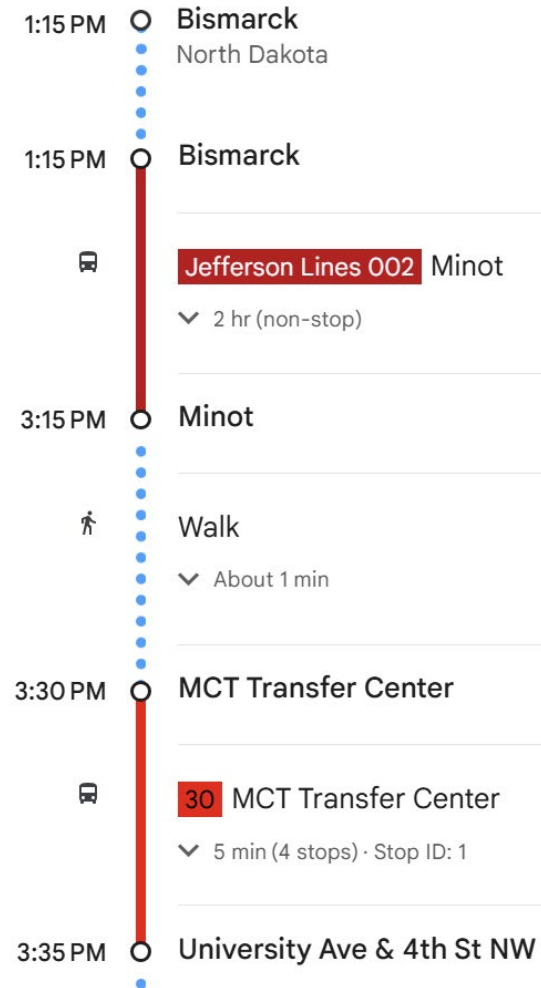 1:15 PM Bismarck
North Dakota
1:15 PM Bismarck
Jefferson Lines 002 Minot
2 hr (non-stop)
3:15 PM Minot
Walk
About 1 min
3:30 PM MCT Transfer Center
30 MCT Transfer Center
5 min (4 stops) · Stop ID: 1
3:35 PM University Ave & 4th St NW